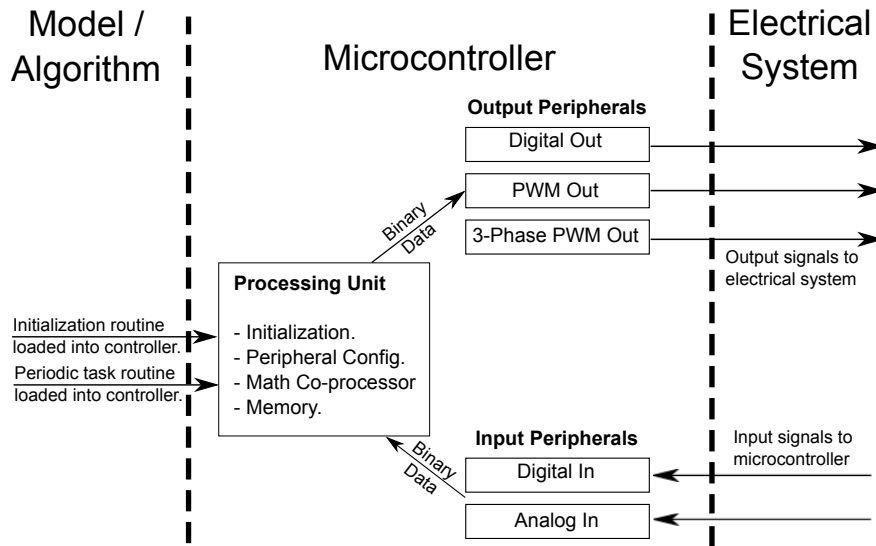 Model /
Algorithm
Microcontroller
Electrical
System
Output Peripherals
Digital Out
PWM Out
3-Phase PWM Out
Binary
Data
Output signals to
electrical system
Processing Unit
- Initialization.
- Peripheral Config.
- Math Co-processor
- Memory.
Initialization routine
loaded into controller.
Periodic task routine
loaded into controller.
Binary
Data
Input Peripherals
Digital In
Analog In
Input signals to
microcontroller